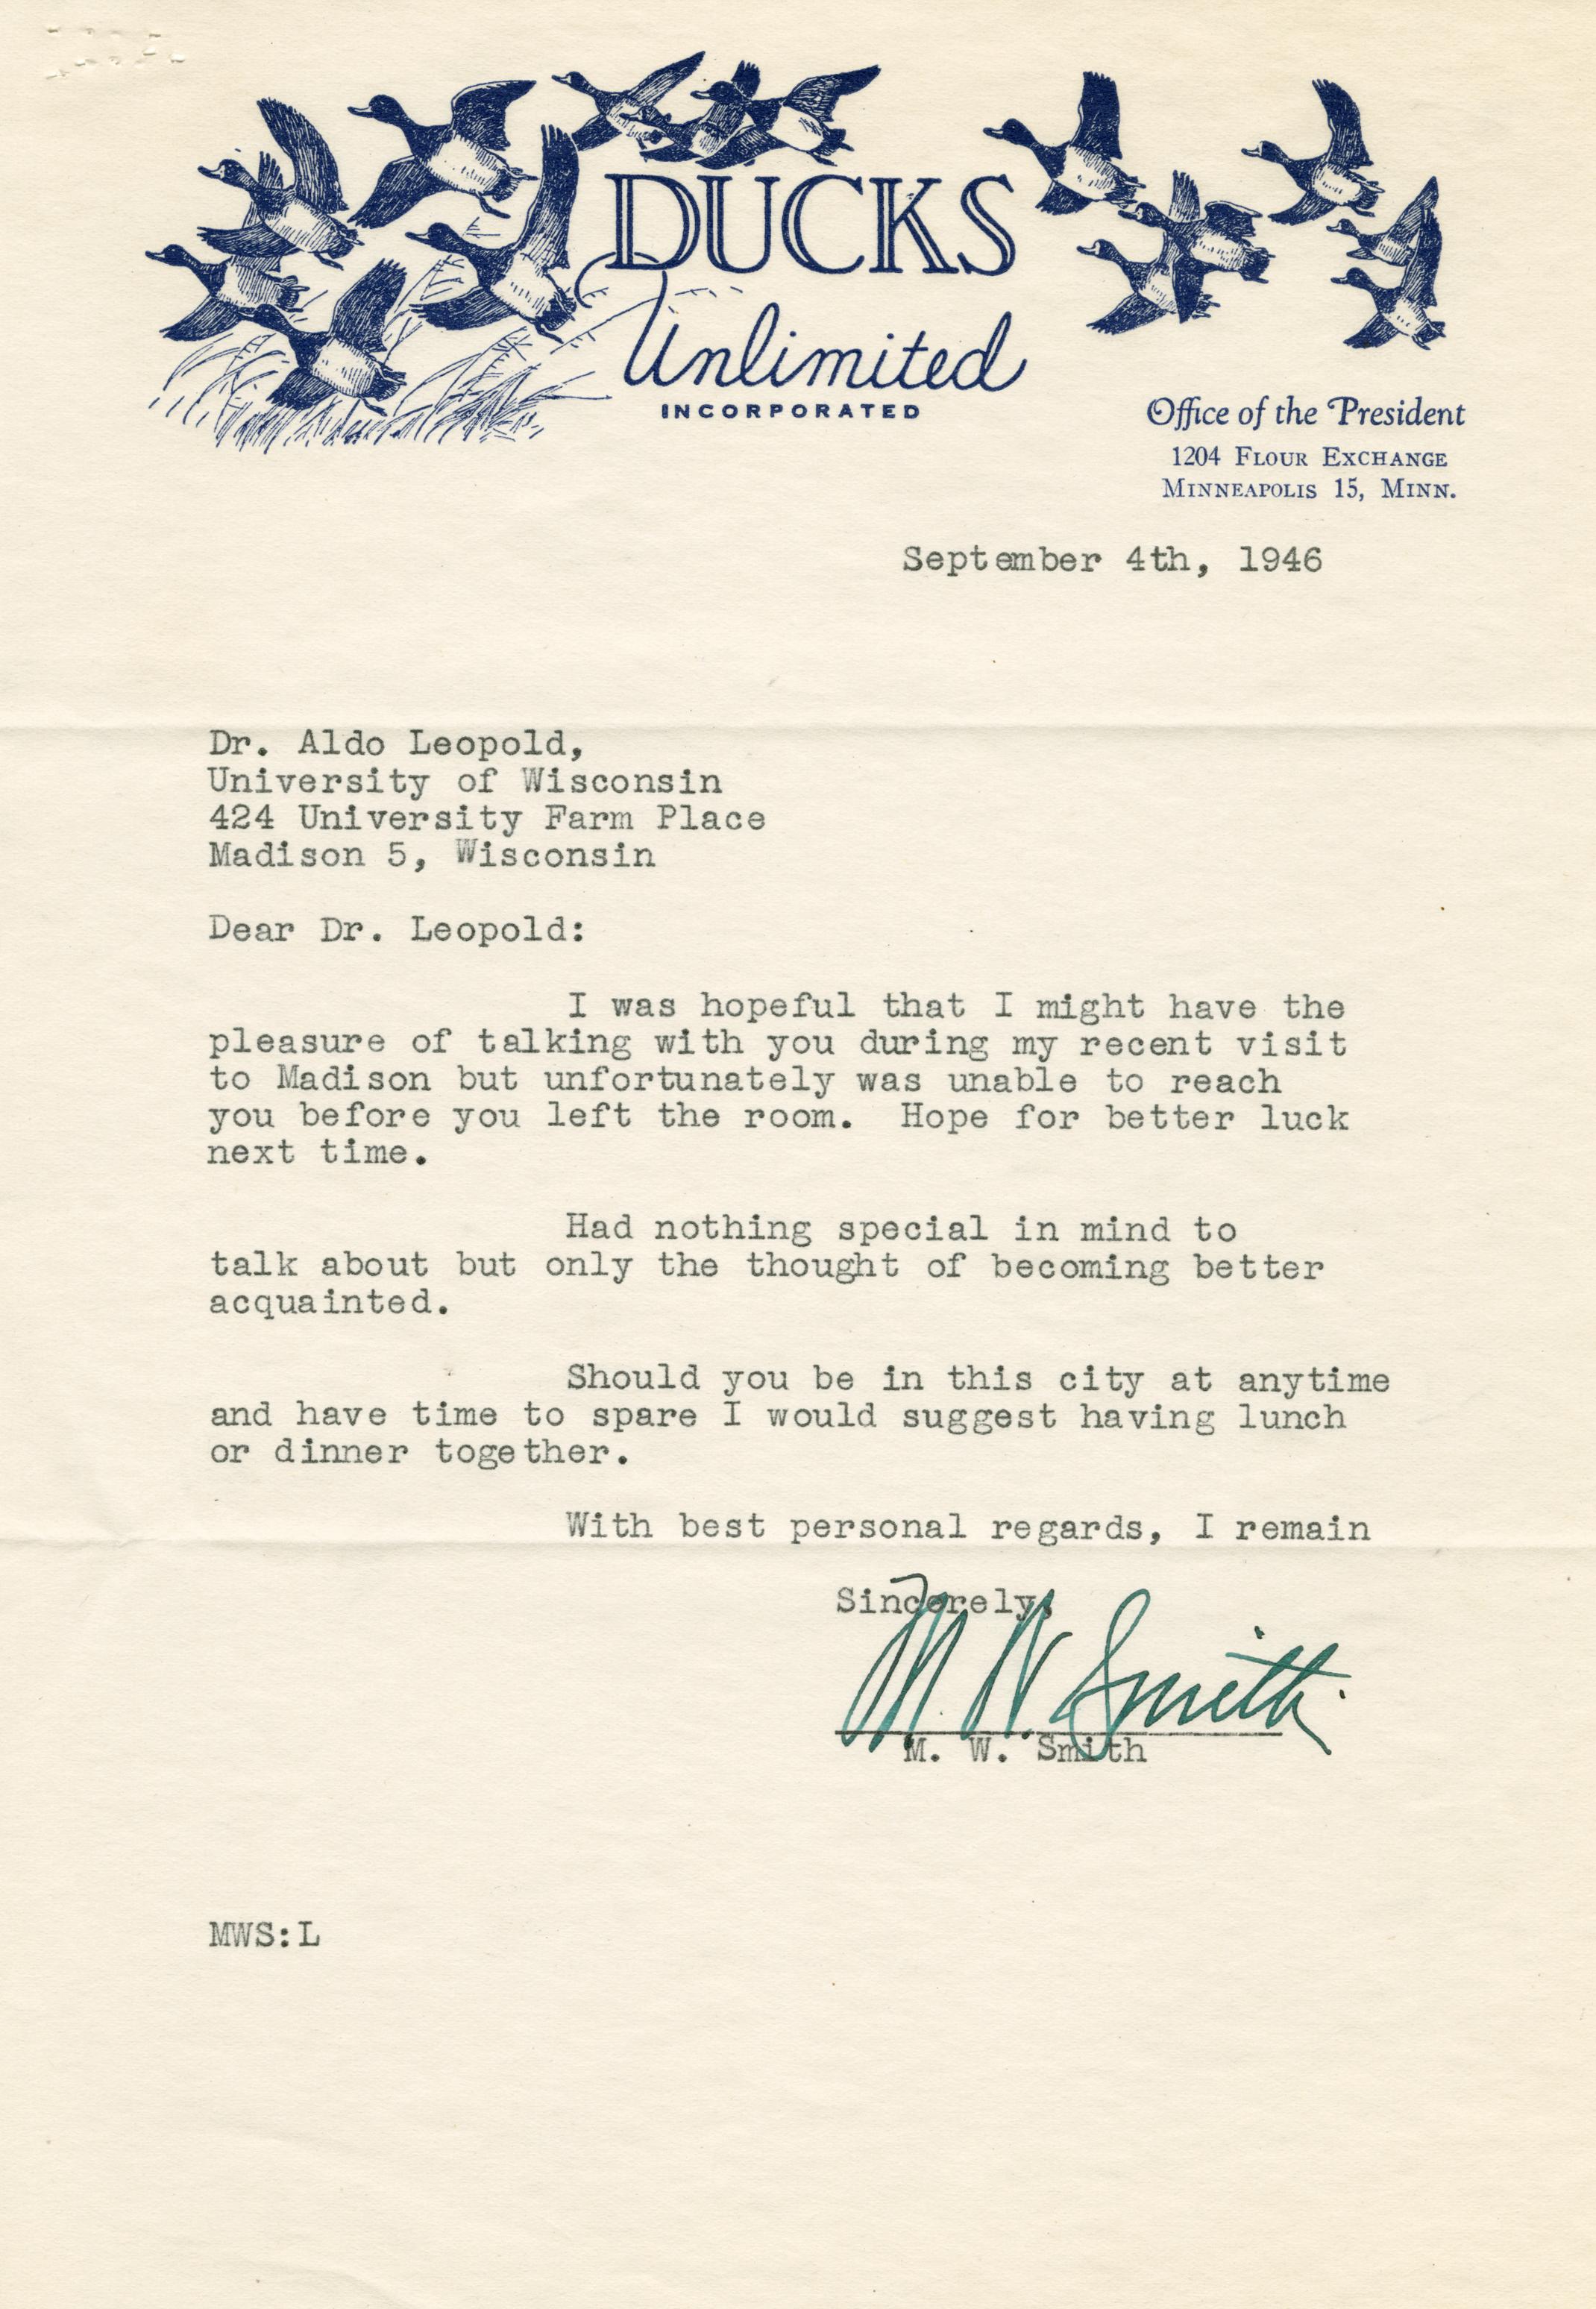 DUCKS
Unlimited
INCORPORATED
Office of the President
1204 FLOUR EXCHANGE
MINNEAPOLIS 15, MINN.
September 4th, 1946
Dr. Aldo Leopold,
University of Wisconsin
424 University Farm Place
Madison 5, Wisconsin
Dear Dr. Leopold:
I was hopeful that I might have the
pleasure of talking with you during my recent visit
to Madison but unfortunately was unable to reach
you before you left the room. Hope for better luck
next time.
Had nothing special in mind to
talk about but only the thought of becoming better
acquainted.
Should you be in this city at anytime
and have time to spare I would suggest having lunch
or dinner together.
With best personal regards, I remain
Sincerely,
M. W. Smith
M. W. Smith
MWS:L